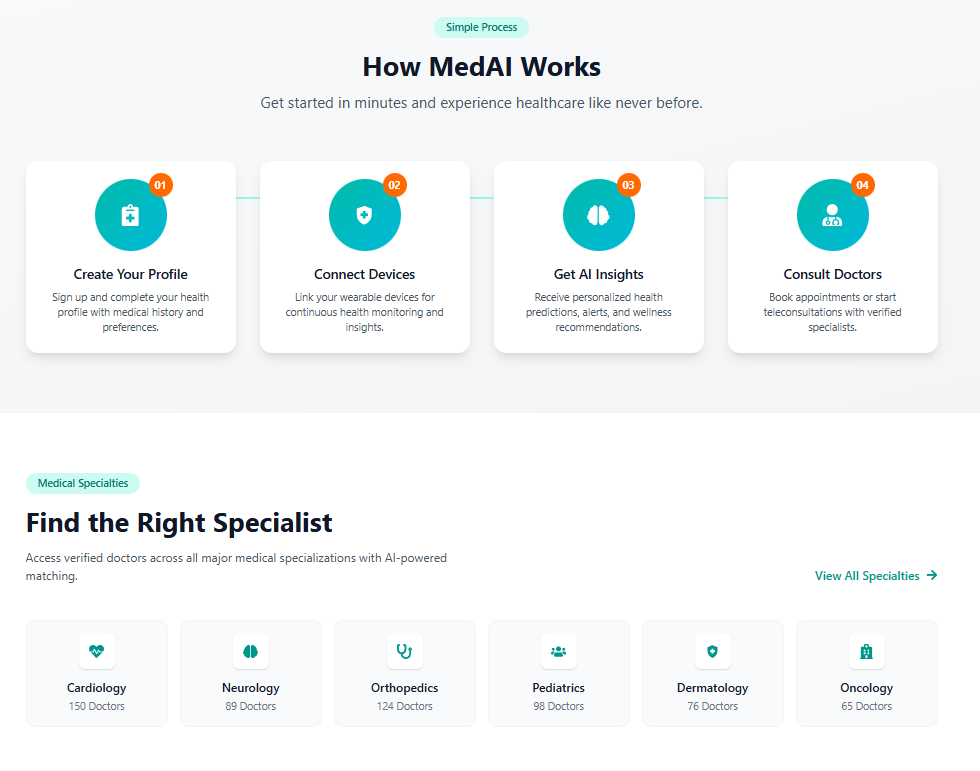 Simple Process
How MedAI Works
Get started in minutes and experience healthcare like never before.
01
Create Your Profile
Sign up and complete your health
profile with medical history and
preferences.
02
Connect Devices
Link your wearable devices for
continuous health monitoring and
insights.
03
Get AI Insights
Receive personalized health
predictions, alerts, and wellness
recommendations.
04
Consult Doctors
Book appointments or start
teleconsultations with verified
specialists.
Medical Specialties
Find the Right Specialist
Access verified doctors across all major medical specializations with AI-powered
matching.
View All Specialties
Cardiology
150 Doctors
Neurology
89 Doctors
Orthopedics
124 Doctors
Pediatrics
98 Doctors
Dermatology
76 Doctors
Oncology
65 Doctors